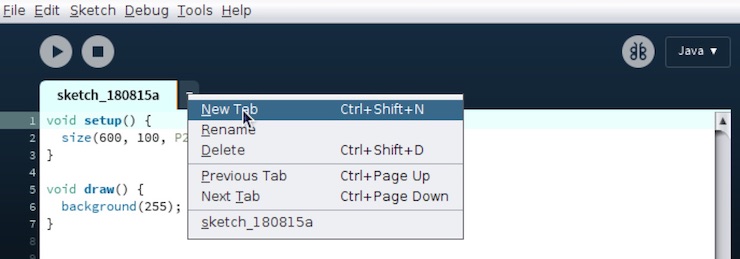 File Edit Sketch Debug Tools Help
Java ▾
sketch_180815a
New Tab Ctrl+Shift+N
Rename
Delete Ctrl+Shift+D
Previous Tab Ctrl+Page Up
Next Tab Ctrl+Page Down
sketch_180815a
1 void setup() {
2 size(600, 100, P2
3 }
4
5 void draw() {
6 background(255);
7 }
8